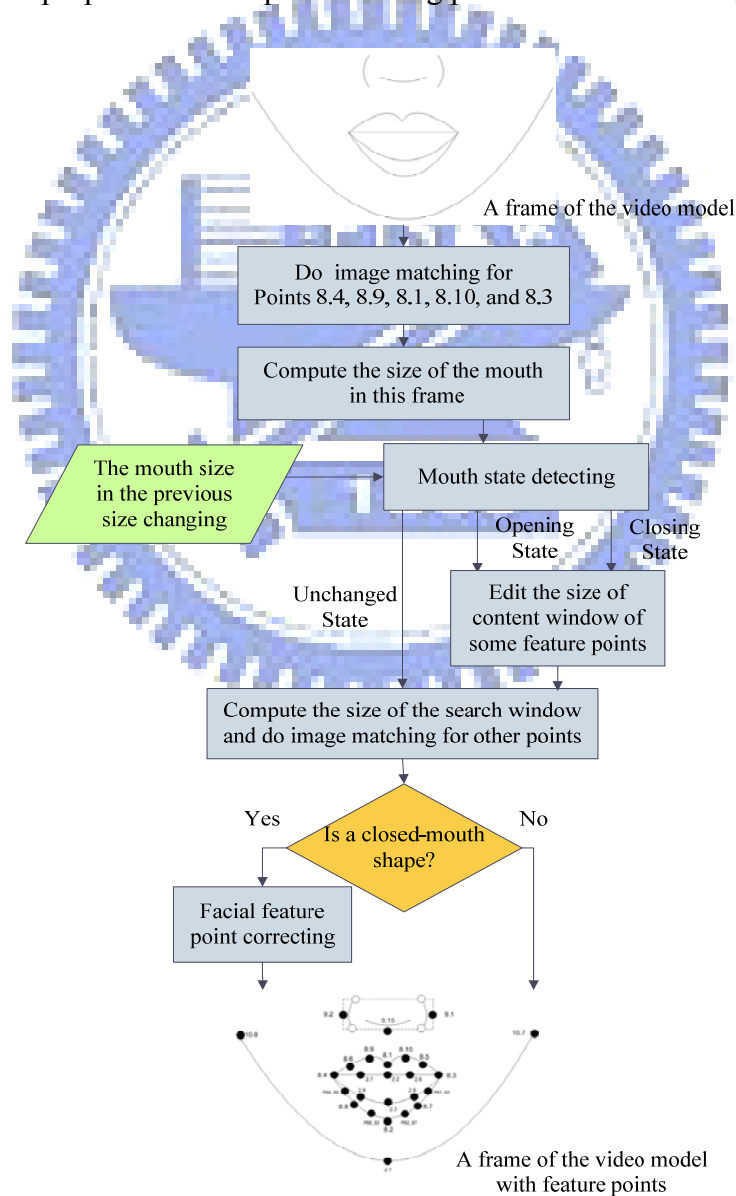 A frame of the video model
Do image matching for
Points 8.4, 8.9, 8.1, 8.10, and 8.3
Compute the size of the mouth
in this frame
The mouth size
in the previous
size changing
Mouth state detecting
Opening
State
Closing
State
Unchanged
State
Edit the size of
content window of
some feature points
Compute the size of the search window
and do image matching for other points
Yes
No
Is a closed-mouth
shape?
Facial feature
point correcting
9.2
9.15
9.1
10.8
10.7
8.9
8.10
8.6
8.1
8.5
8.4
2.7
2.2
8.3
8.8
8.7
2.3
8.2
A frame of the video model
with feature points